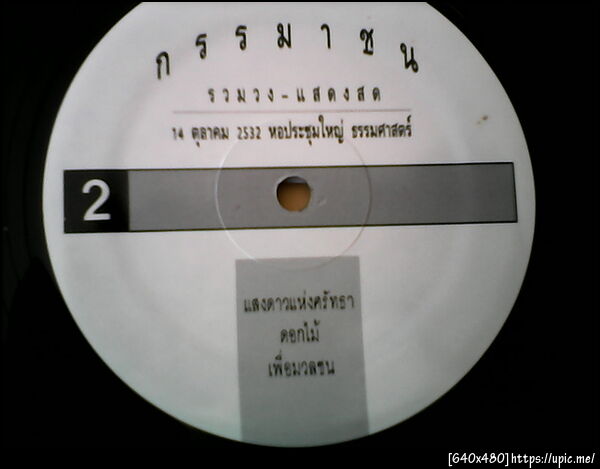 กรรมาชน
รวมวง-แสดงสด
14 ตุลาคม 2532 หอประชุมใหญ่ ธรรมศาสตร์
2
แสงดาวแห่งศรัทธา
ดอกไม้
เพื่อมวลชน
[640x480]https://upic.me/